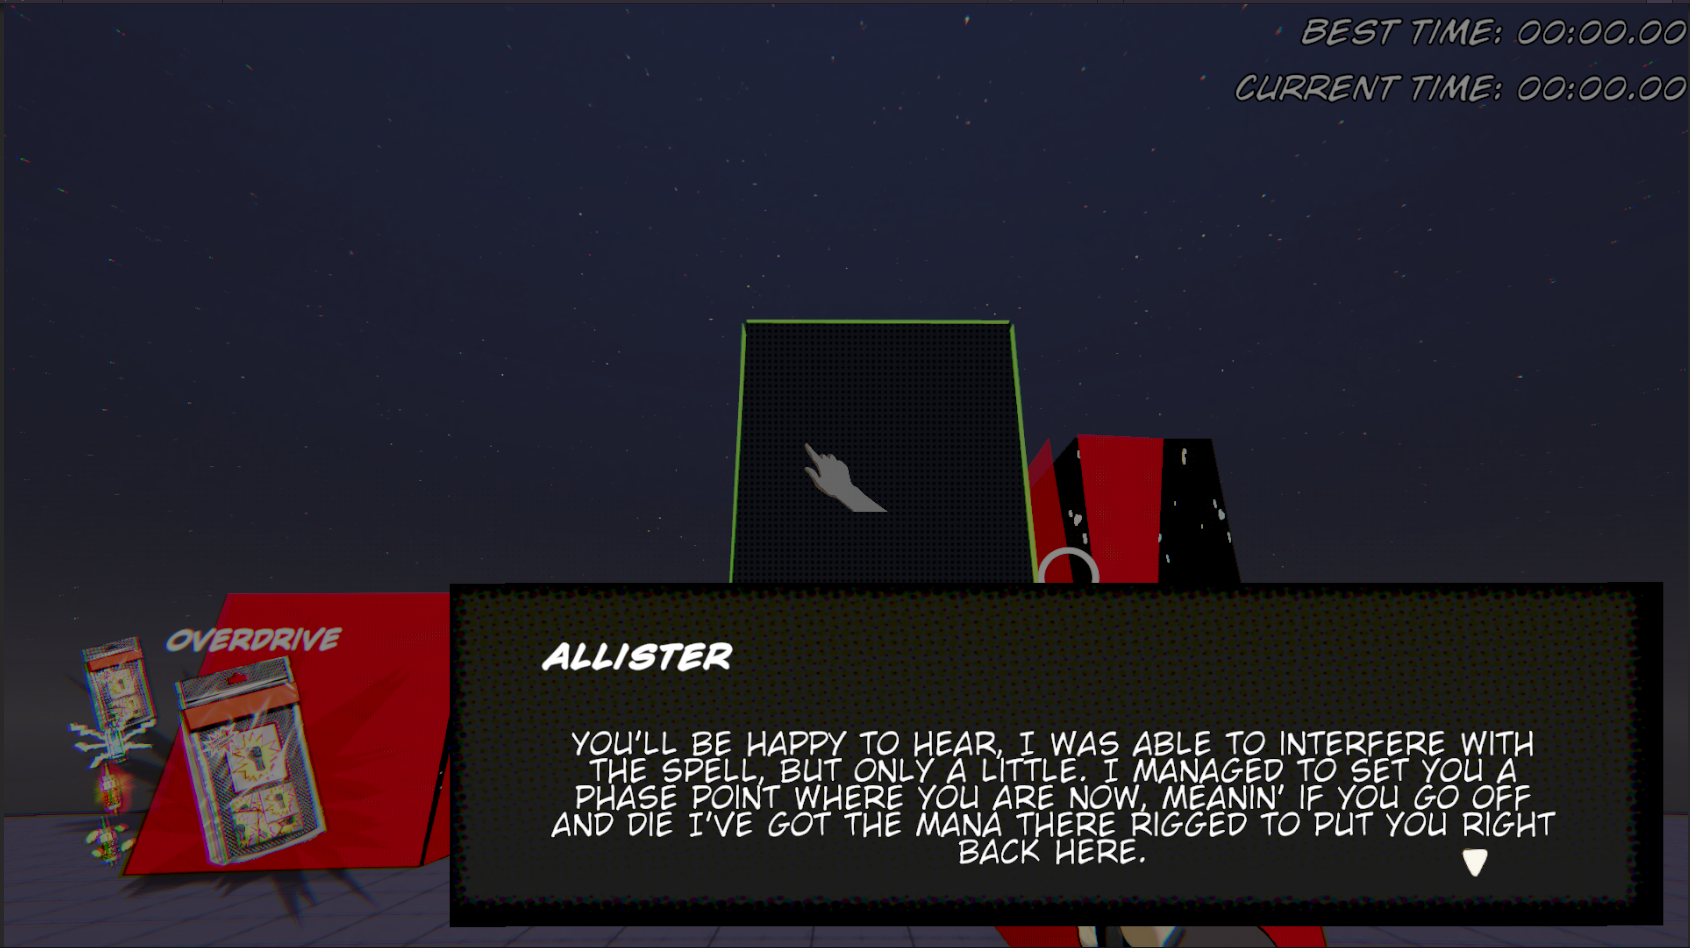 BEST TIME: 00:00.00
CURRENT TIME: 00:00.00
OVERDRIVE
ALLISTER
YOU'LL BE HAPPY TO HEAR, I WAS ABLE TO INTERFERE WITH
THE SPELL, BUT ONLY A LITTLE. I MANAGED TO SET YOU A
PHASE POINT WHERE YOU ARE NOW, MEANIN' IF YOU GO OFF
AND DIE I'VE GOT THE MANA THERE RIGGED TO PUT YOU RIGHT
BACK HERE.